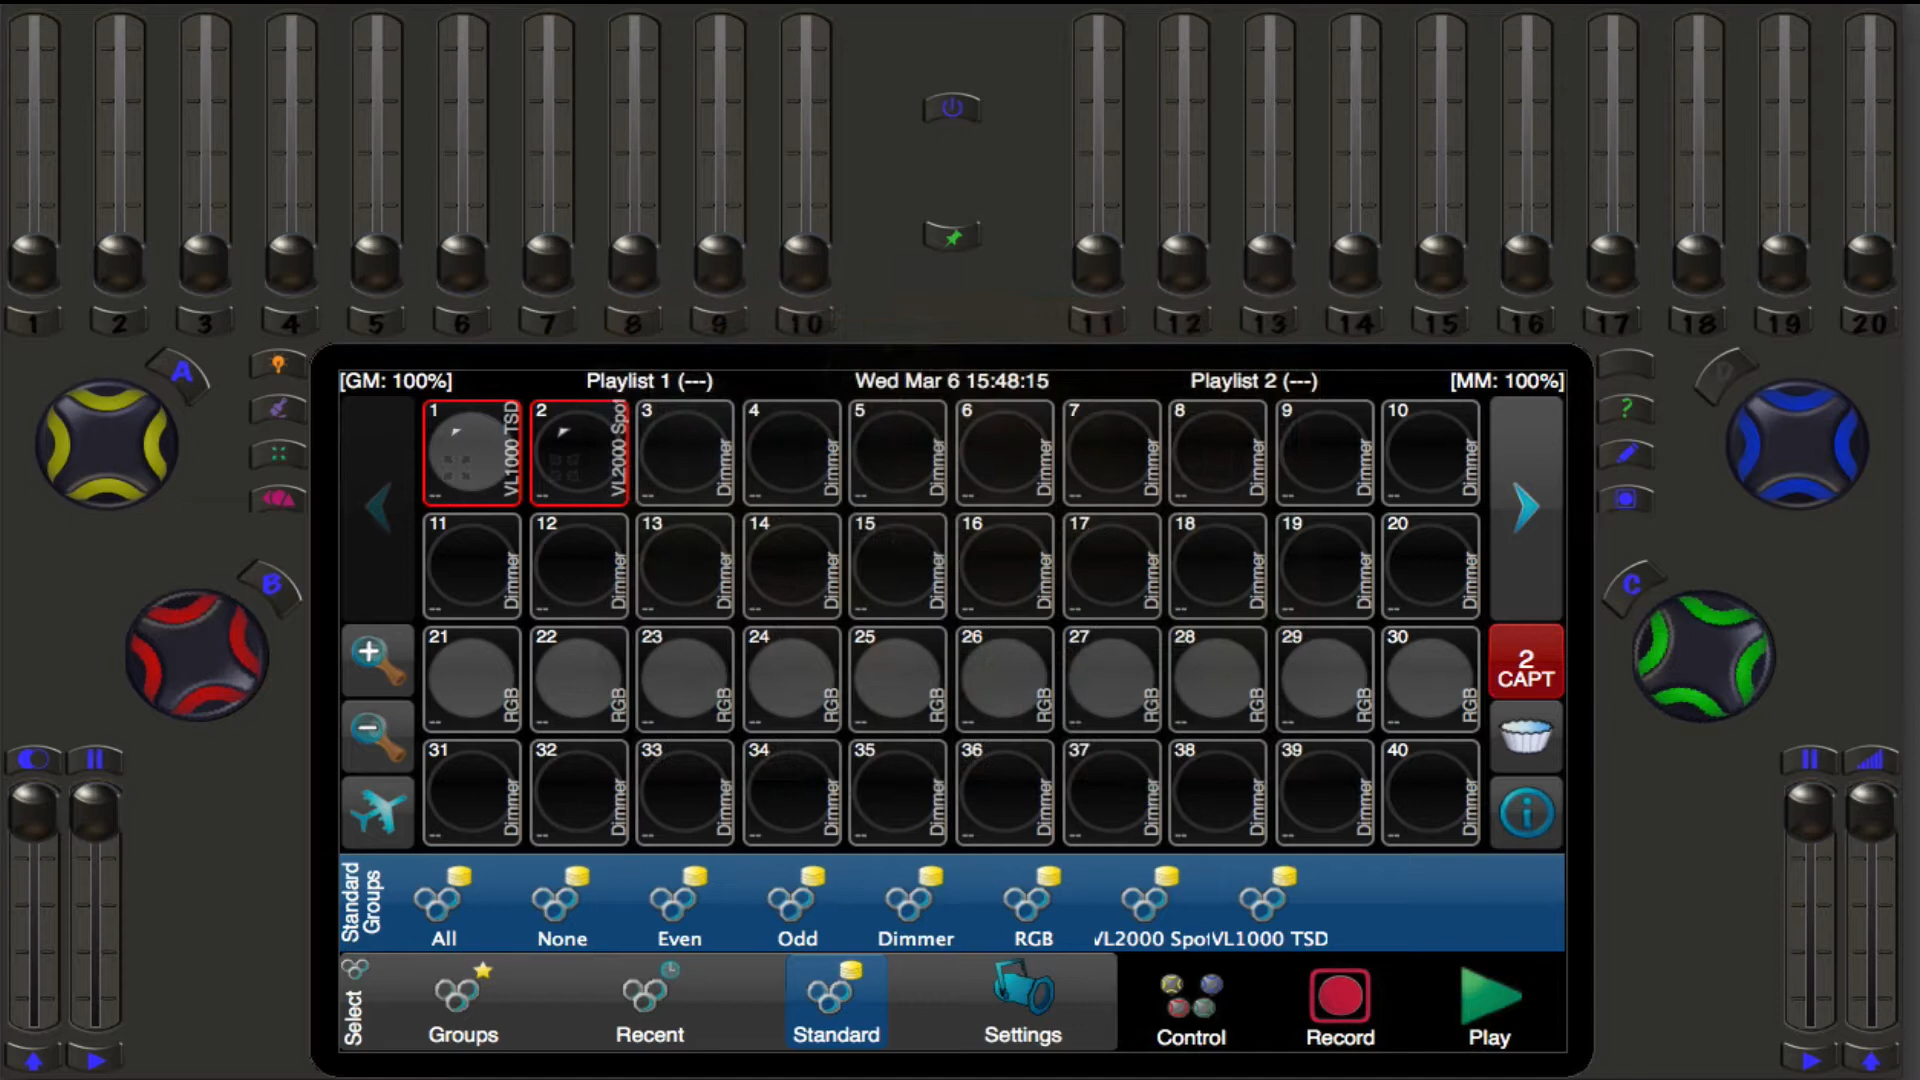 1 2 3 4 5 6 7 8 9 10 11 12 13 14 15 16 17 18 19 20
A
B
C
D
?
[GM: 100%] Playlist 1 (---) Wed Mar 6 15:48:15 Playlist 2 (---) [MM: 100%]
1 2 3 4 5 6 7 8 9 10
VL1000 TSD VL2000 Spot Dimmer Dimmer Dimmer Dimmer Dimmer Dimmer Dimmer Dimmer
-- -- -- -- -- -- -- -- -- --
11 12 13 14 15 16 17 18 19 20
Dimmer Dimmer Dimmer Dimmer Dimmer Dimmer Dimmer Dimmer Dimmer Dimmer
-- -- -- -- -- -- -- -- -- --
21 22 23 24 25 26 27 28 29 30
RGB RGB RGB RGB RGB RGB RGB RGB RGB RGB
-- -- -- -- -- -- -- -- -- --
2
CAPT
31 32 33 34 35 36 37 38 39 40
Dimmer Dimmer Dimmer Dimmer Dimmer Dimmer Dimmer Dimmer Dimmer Dimmer
-- -- -- -- -- -- -- -- -- --
Standard
Groups
All None Even Odd Dimmer RGB VL2000 Spot VL1000 TSD
Select
Groups Recent Standard Settings Control Record Play